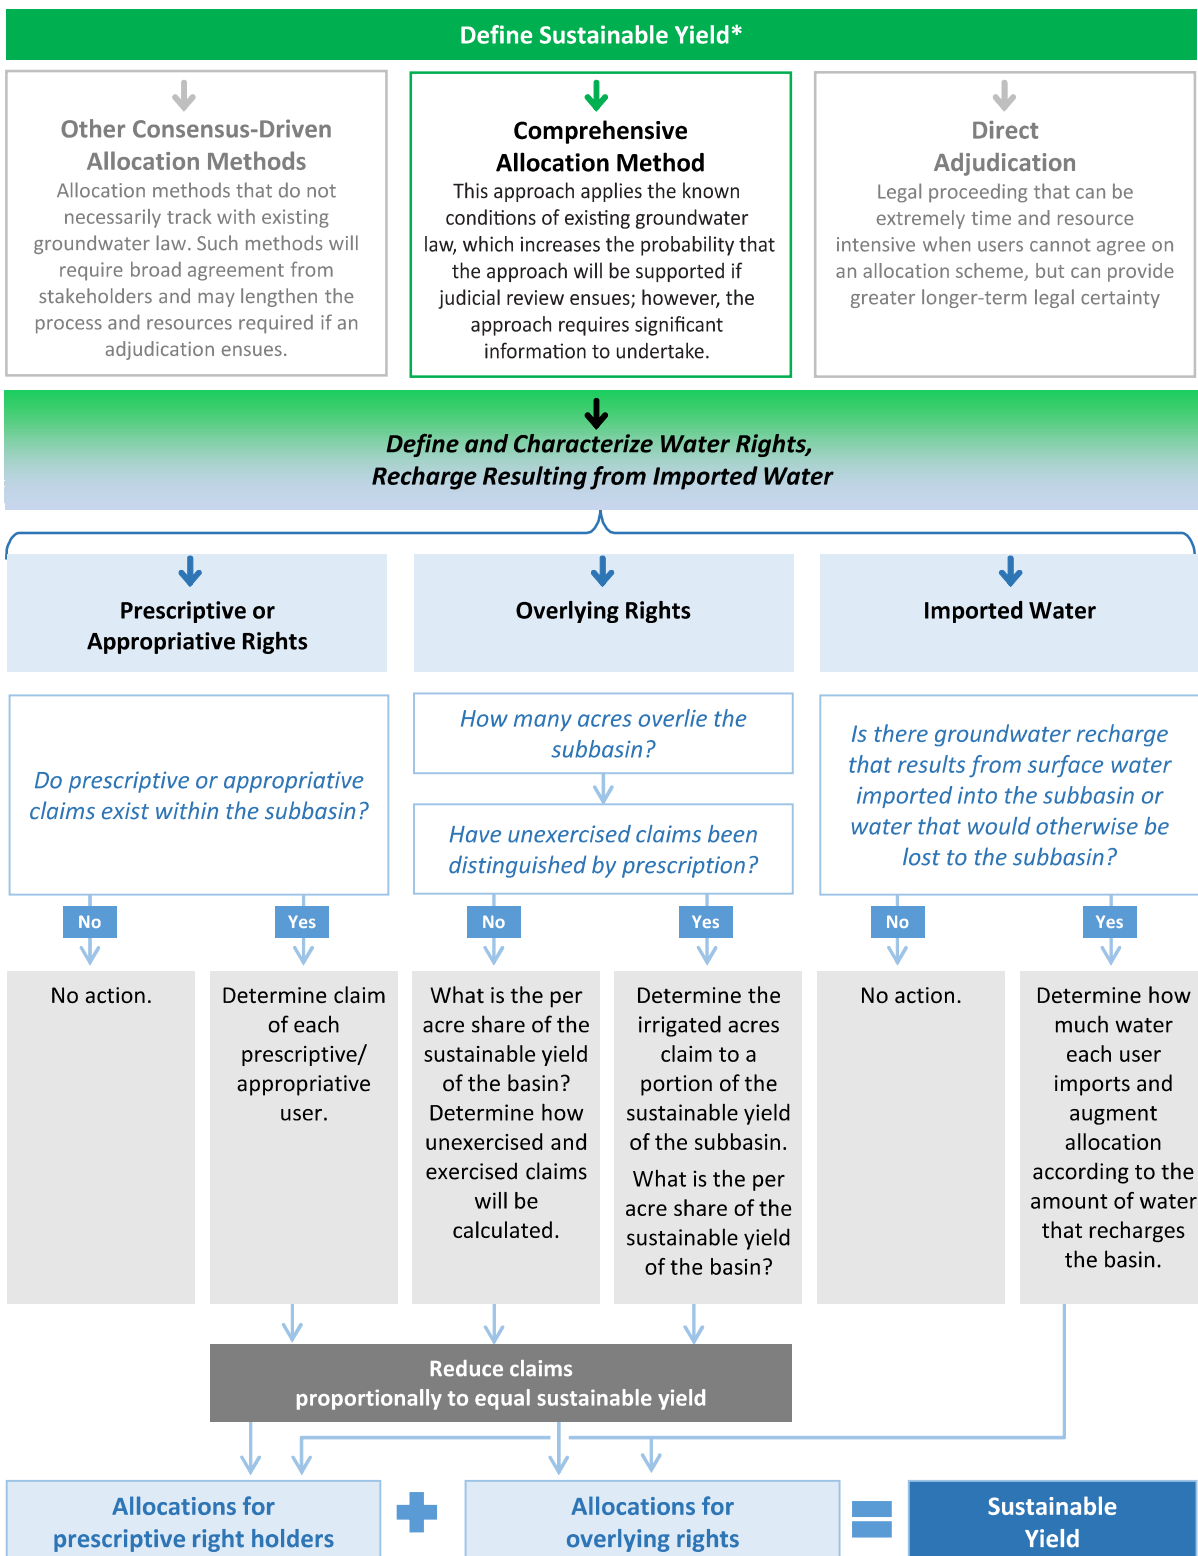 Define Sustainable Yield*
Other Consensus-Driven
Allocation Methods
Allocation methods that do not
necessarily track with existing
groundwater law. Such methods will
require broad agreement from
stakeholders and may lengthen the
process and resources required if an
adjudication ensues.
Comprehensive
Allocation Method
This approach applies the known
conditions of existing groundwater
law, which increases the probability that
the approach will be supported if
judicial review ensues; however, the
approach requires significant
information to undertake.
Direct
Adjudication
Legal proceeding that can be
extremely time and resource
intensive when users cannot agree on
an allocation scheme, but can provide
greater longer-term legal certainty
Define and Characterize Water Rights,
Recharge Resulting from Imported Water
Prescriptive or
Appropriative Rights
Overlying Rights
Imported Water
Do prescriptive or appropriative
claims exist within the subbasin?
How many acres overlie the
subbasin?
Have unexercised claims been
distinguished by prescription?
Is there groundwater recharge
that results from surface water
imported into the subbasin or
water that would otherwise be
lost to the subbasin?
No
Yes
No
Yes
No
Yes
No action.
Determine claim
of each
prescriptive/
appropriative
user.
What is the per
acre share of the
sustainable yield
of the basin?
Determine how
unexercised and
exercised claims
will be
calculated.
Determine the
irrigated acres
claim to a
portion of the
sustainable yield
of the subbasin.
What is the per
acre share of the
sustainable yield
of the basin?
No action.
Determine how
much water
each user
imports and
augment
allocation
according to the
amount of water
that recharges
the basin.
Reduce claims
proportionally to equal sustainable yield
Allocations for
prescriptive right holders
Allocations for
overlying rights
Sustainable
Yield